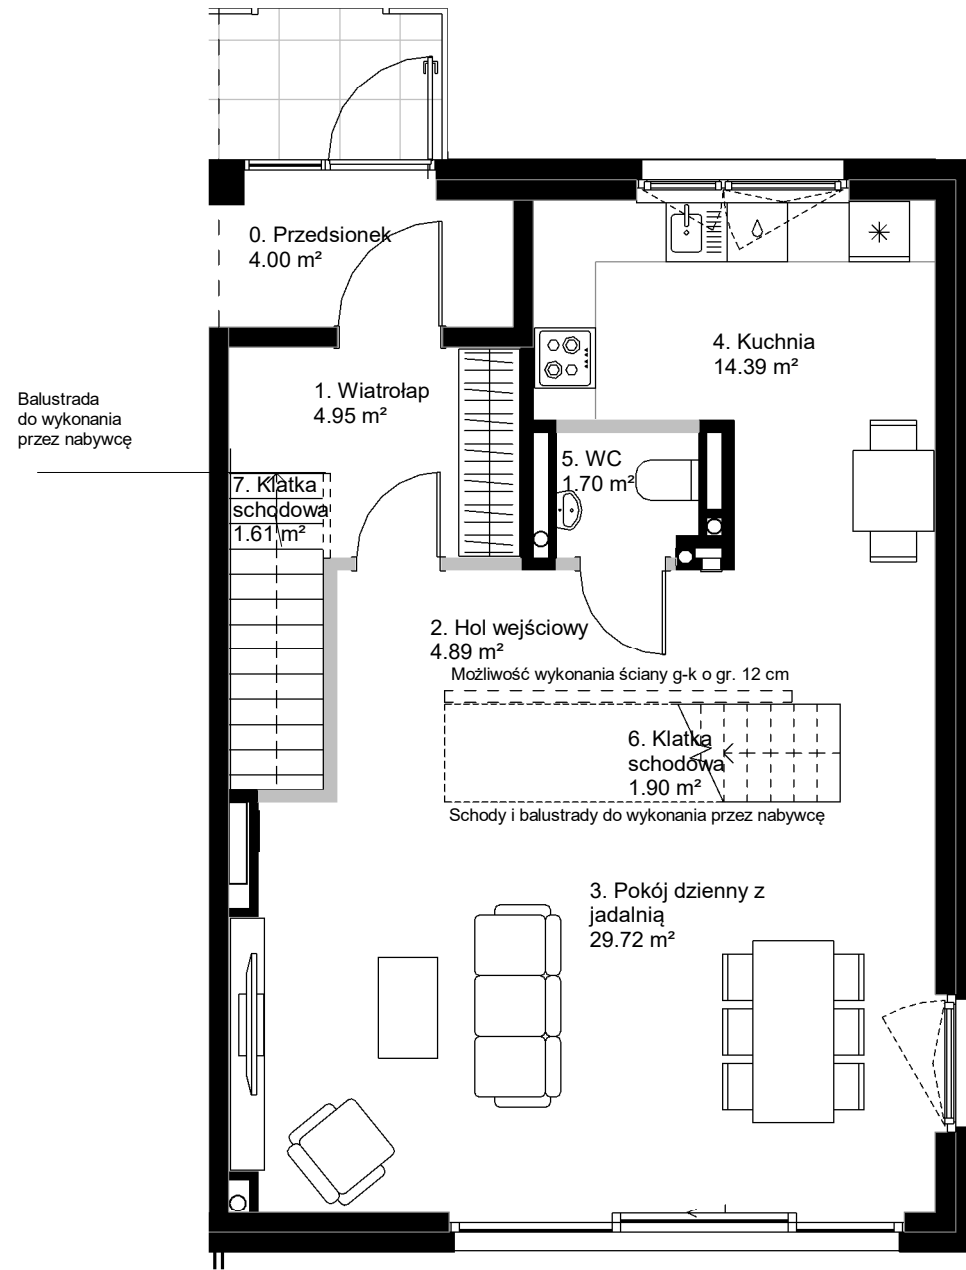 0. Przedsionek
4.00 m²
4. Kuchnia
14.39 m²
1. Wiatrołap
4.95 m²
Balustrada
do wykonania
przez nabywcę
5. WC
1.70 m²
7. Klatka
schodowa
1.61 m²
2. Hol wejściowy
4.89 m²
Możliwość wykonania ściany g-k o gr. 12 cm
6. Klatka
schodowa
1.90 m²
Schody i balustrady do wykonania przez nabywcę
3. Pokój dzienny z
jadalnią
29.72 m²